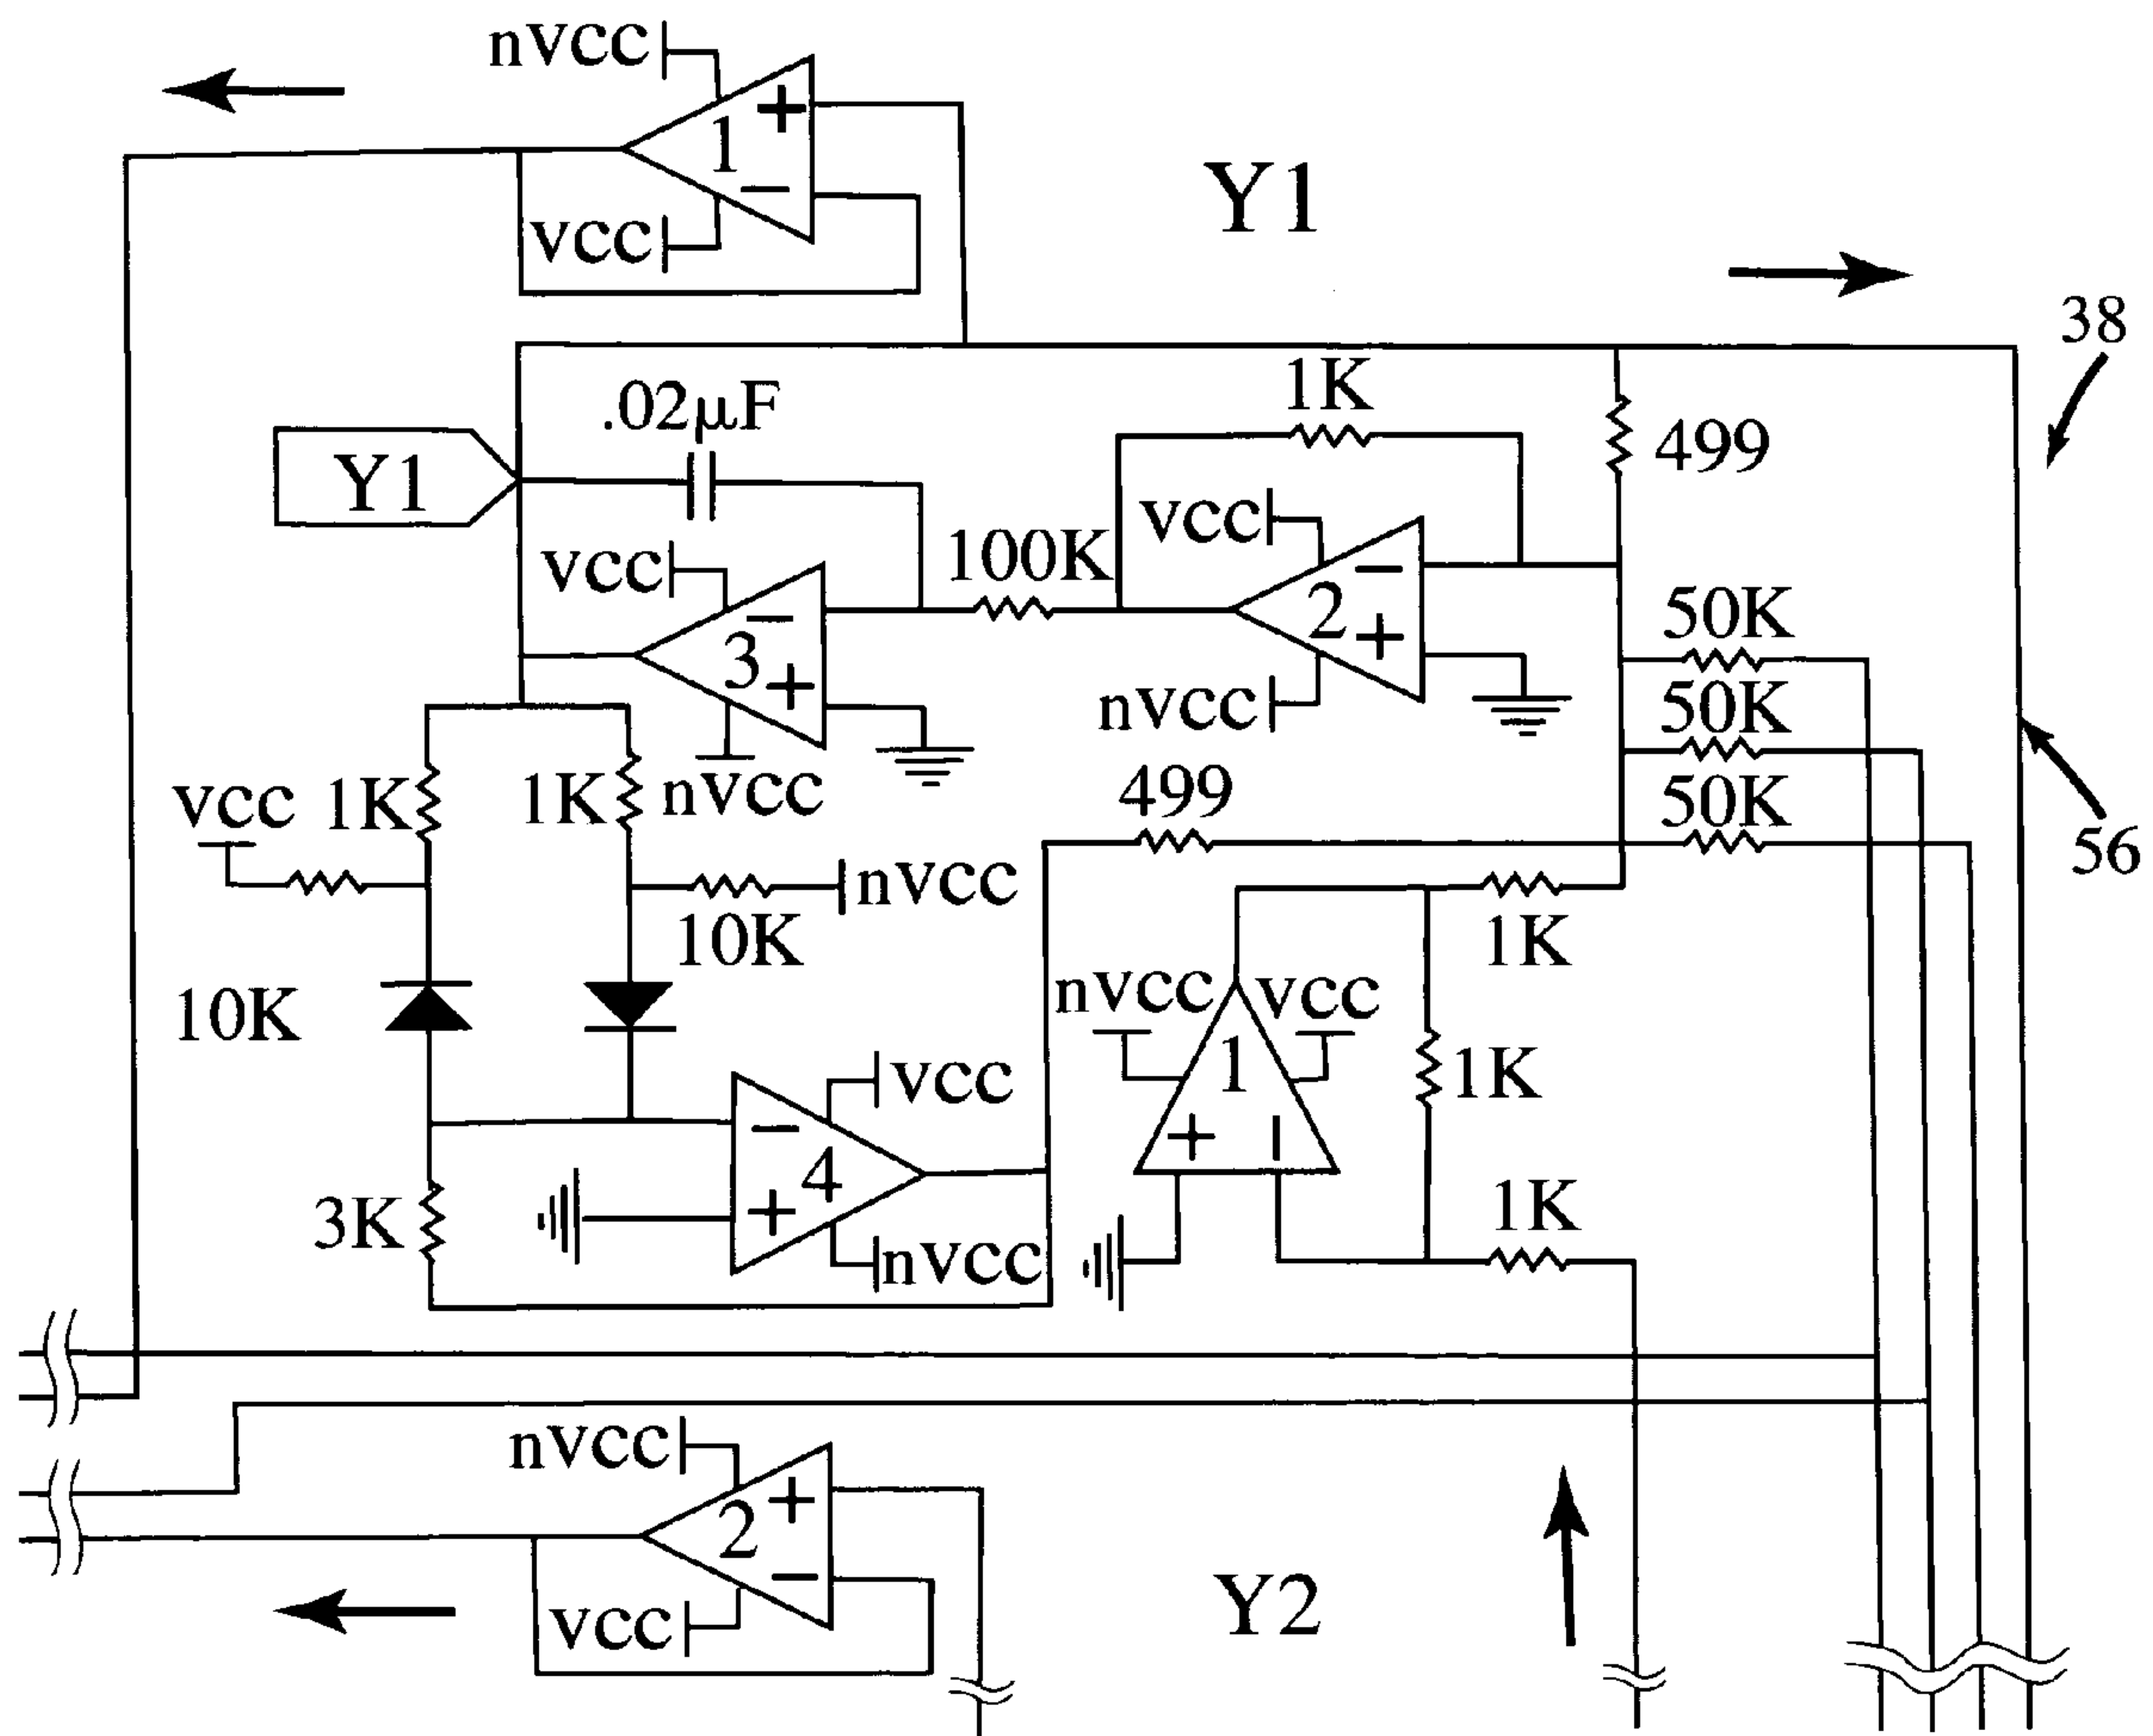 nvcc
1
+
−
vcc
Y1
38
1K
.02µF
499
Y1
vcc
100K
vcc
−
2
+
nvcc
50K
−
3
+
nvcc
50K
499
50K
56
vcc
1K
1K
nvcc
10K
1K
10K
nvcc
vcc
1
+
−
1K
vcc
−
4
+
nvcc
3K
1K
nvcc
2
+
−
vcc
Y2